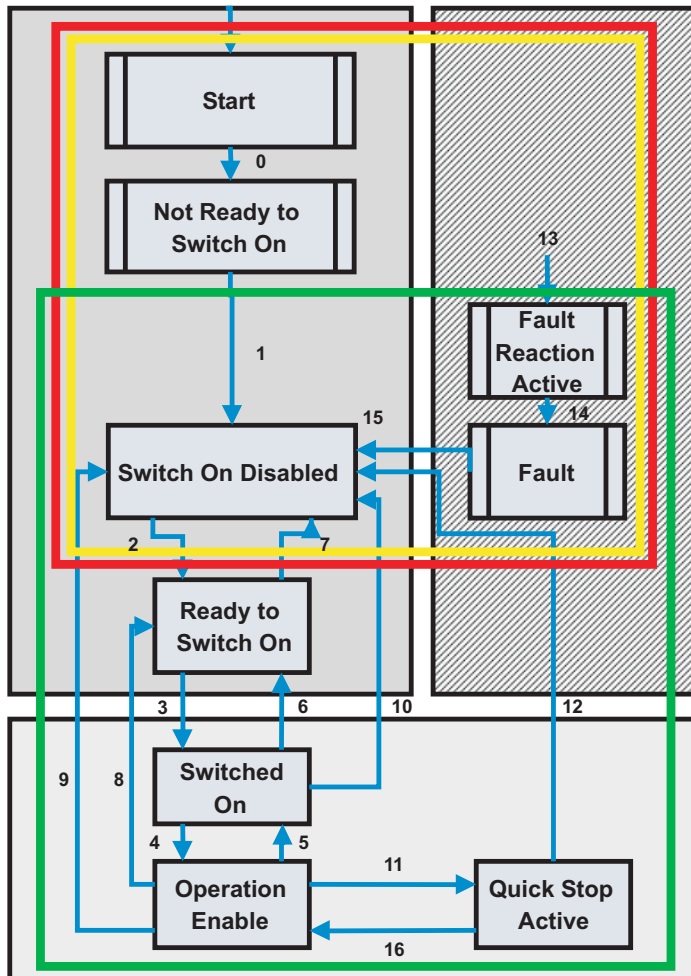 Start
0
Not Ready to
Switch On
13
Fault
Reaction
Active
1
14
15
Switch On Disabled
Fault
2
7
Ready to
Switch On
3
6
10
12
Switched
On
9
8
4
5
11
Operation
Enable
Quick Stop
Active
16